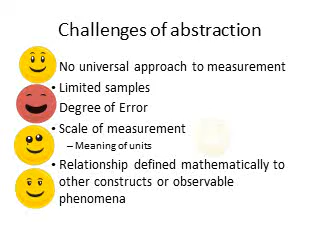 Challenges of abstraction
No universal approach to measurement
• Limited samples
Degree of Error
• Scale of measurement
– Meaning of units
• Relationship defined mathematically to
other constructs or observable
phenomena